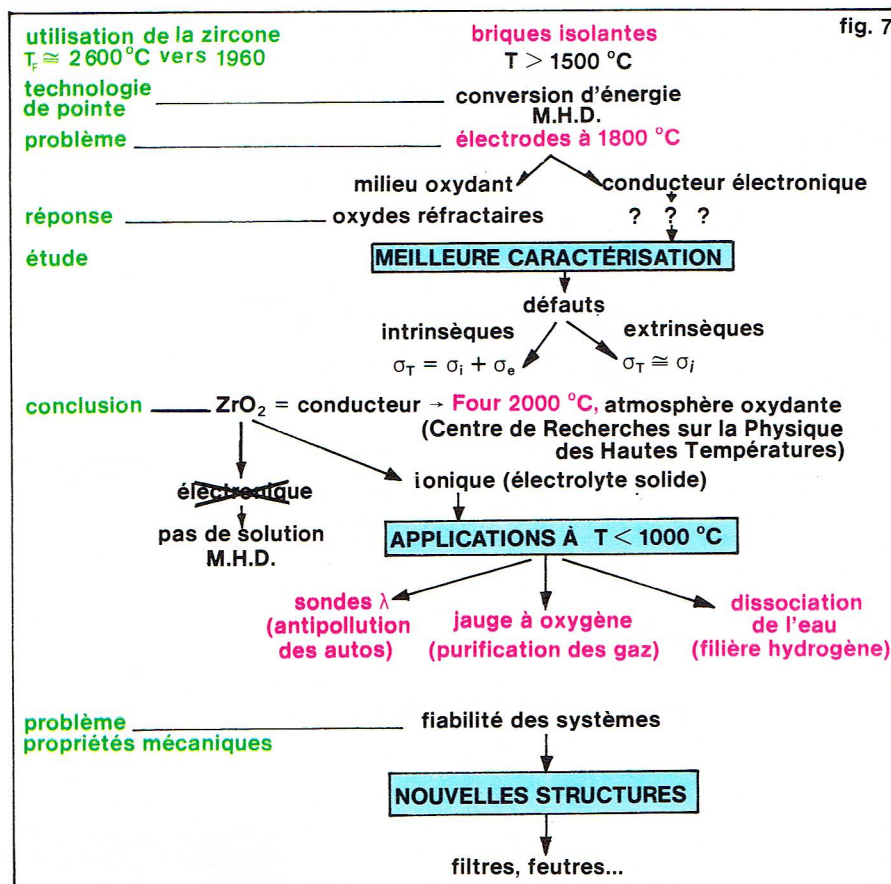 fig. 7
utilisation de la zircone briques isolantes
T_F ≅ 2600°C vers 1960 T > 1500 °C
technologie
de pointe conversion d'énergie
M.H.D.
problème électrodes à 1800 °C
milieu oxydant conducteur électronique
réponse oxydes réfractaires ? ? ?
étude MEILLEURE CARACTÉRISATION
défauts
intrinsèques extrinsèques
σ_T = σ_i + σ_e σ_T ≅ σ_i
conclusion ZrO₂ = conducteur → Four 2000 °C, atmosphère oxydante
(Centre de Recherches sur la Physique
des Hautes Températures)
électronique ionique (électrolyte solide)
pas de solution
M.H.D.
APPLICATIONS À T < 1000 °C
sondes λ
(antipollution
des autos)
jauge à oxygène
(purification des gaz)
dissociation
de l'eau
(filière hydrogène)
problème fiabilité des systèmes
propriétés mécaniques
NOUVELLES STRUCTURES
filtres, feutres...